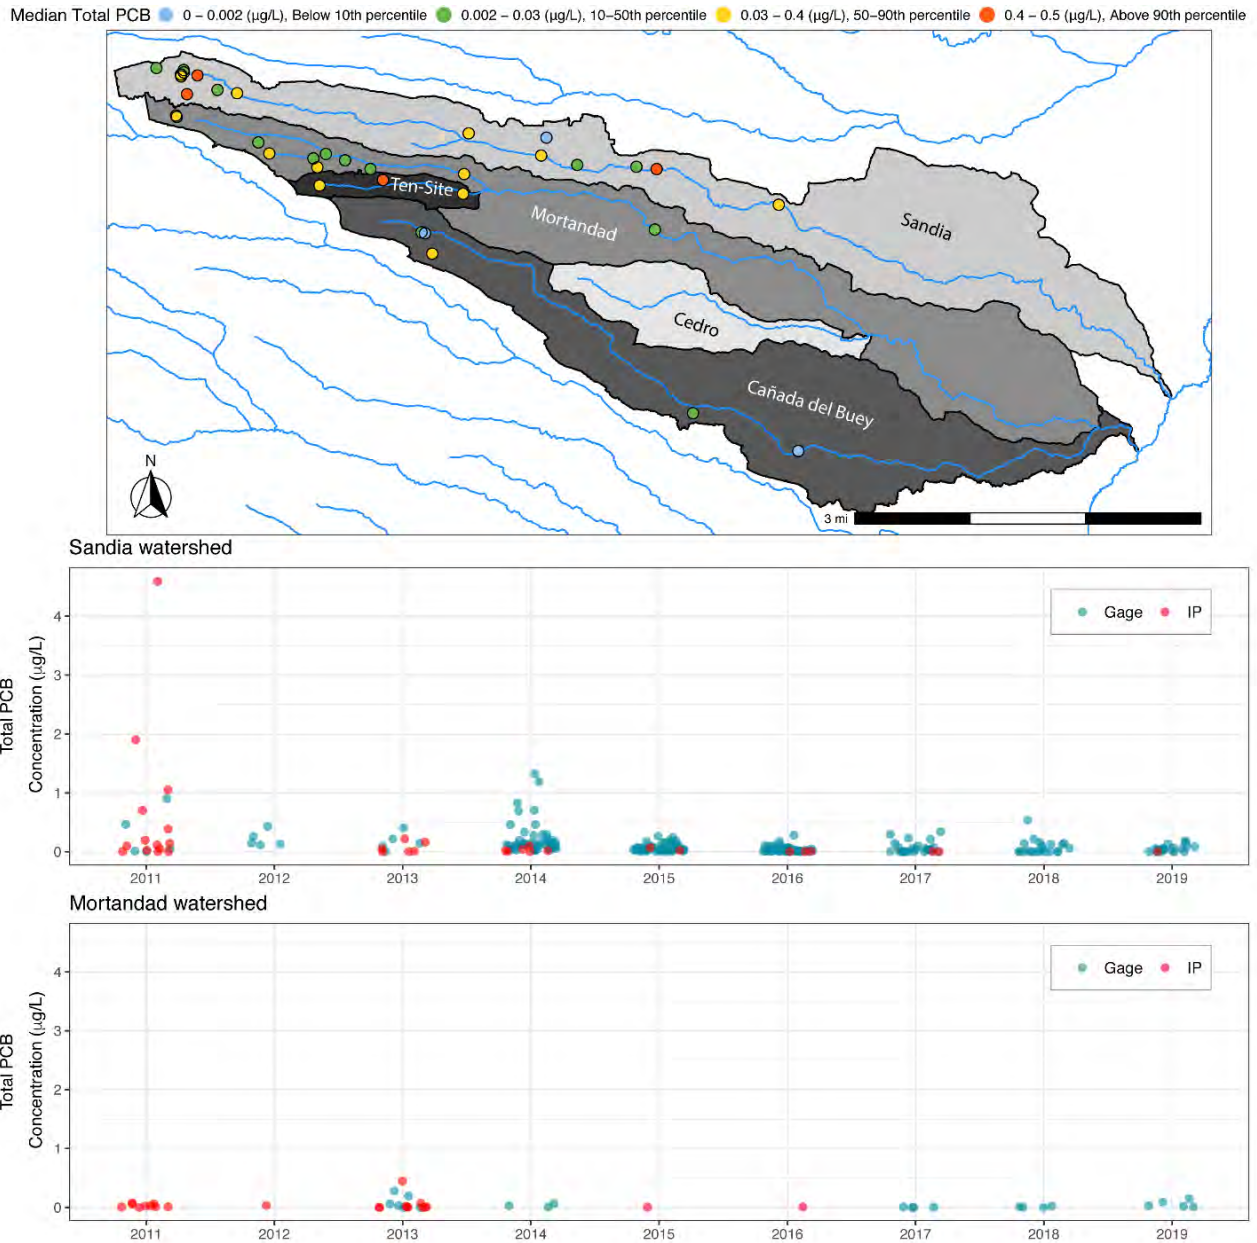 Median Total PCB 0 – 0.002 (µg/L), Below 10th percentile 0.002 – 0.03 (µg/L), 10–50th percentile 0.03 – 0.4 (µg/L), 50–90th percentile 0.4 – 0.5 (µg/L), Above 90th percentile
Ten-Site
Mortandad
Sandia
Cedro
Cañada del Buey
N
3 mi
Sandia watershed
Total PCB
Concentration (µg/L)
4
3
2
1
0
Gage IP
2011 2012 2013 2014 2015 2016 2017 2018 2019
Mortandad watershed
Total PCB
Concentration (µg/L)
4
3
2
1
0
Gage IP
2011 2012 2013 2014 2015 2016 2017 2018 2019